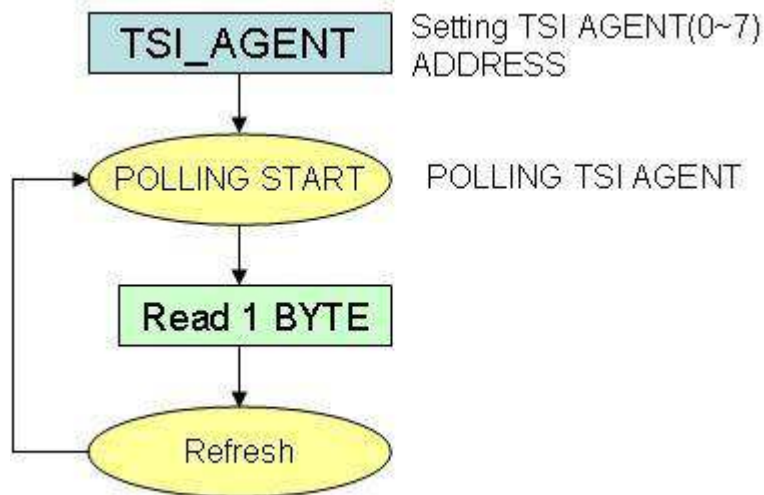 TSI_AGENT
Setting TSI AGENT(0~7)
ADDRESS
POLLING START
POLLING TSI AGENT
Read 1 BYTE
Refresh